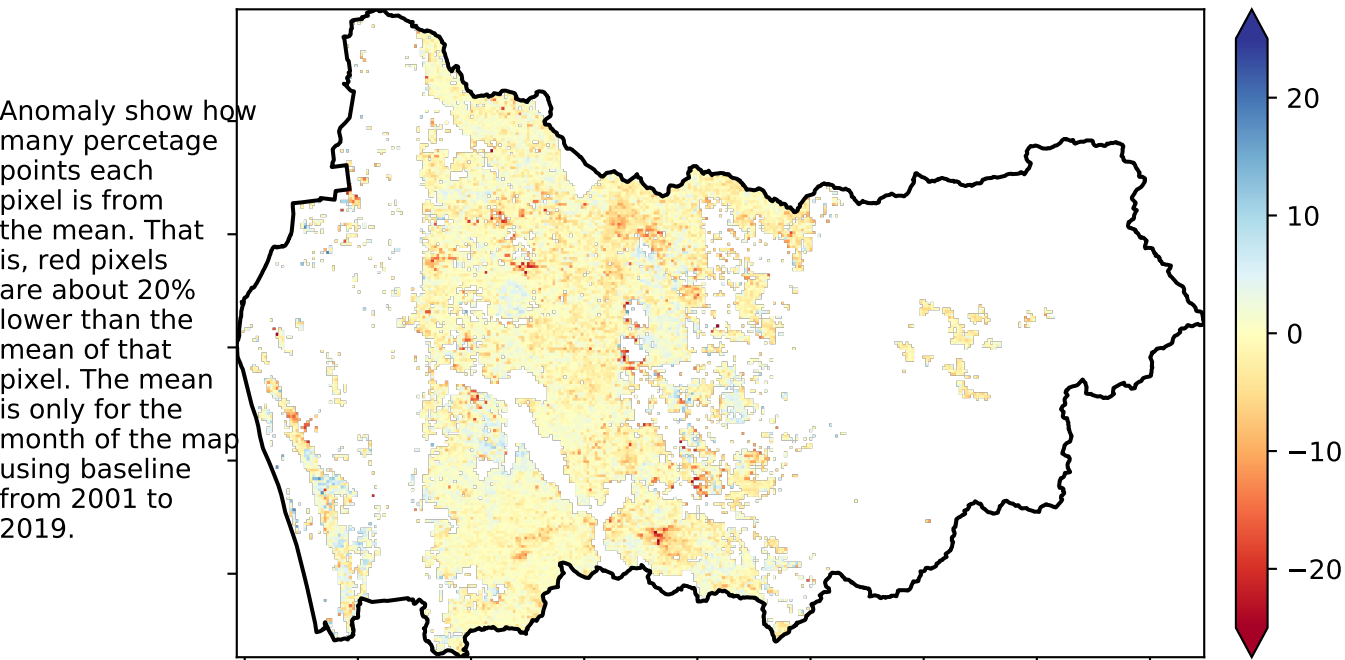 Anomaly show how
many percetage
points each
pixel is from
the mean. That
is, red pixels
are about 20%
lower than the
mean of that
pixel. The mean
is only for the
month of the map
using baseline
from 2001 to
2019.
20
10
0
−10
−20